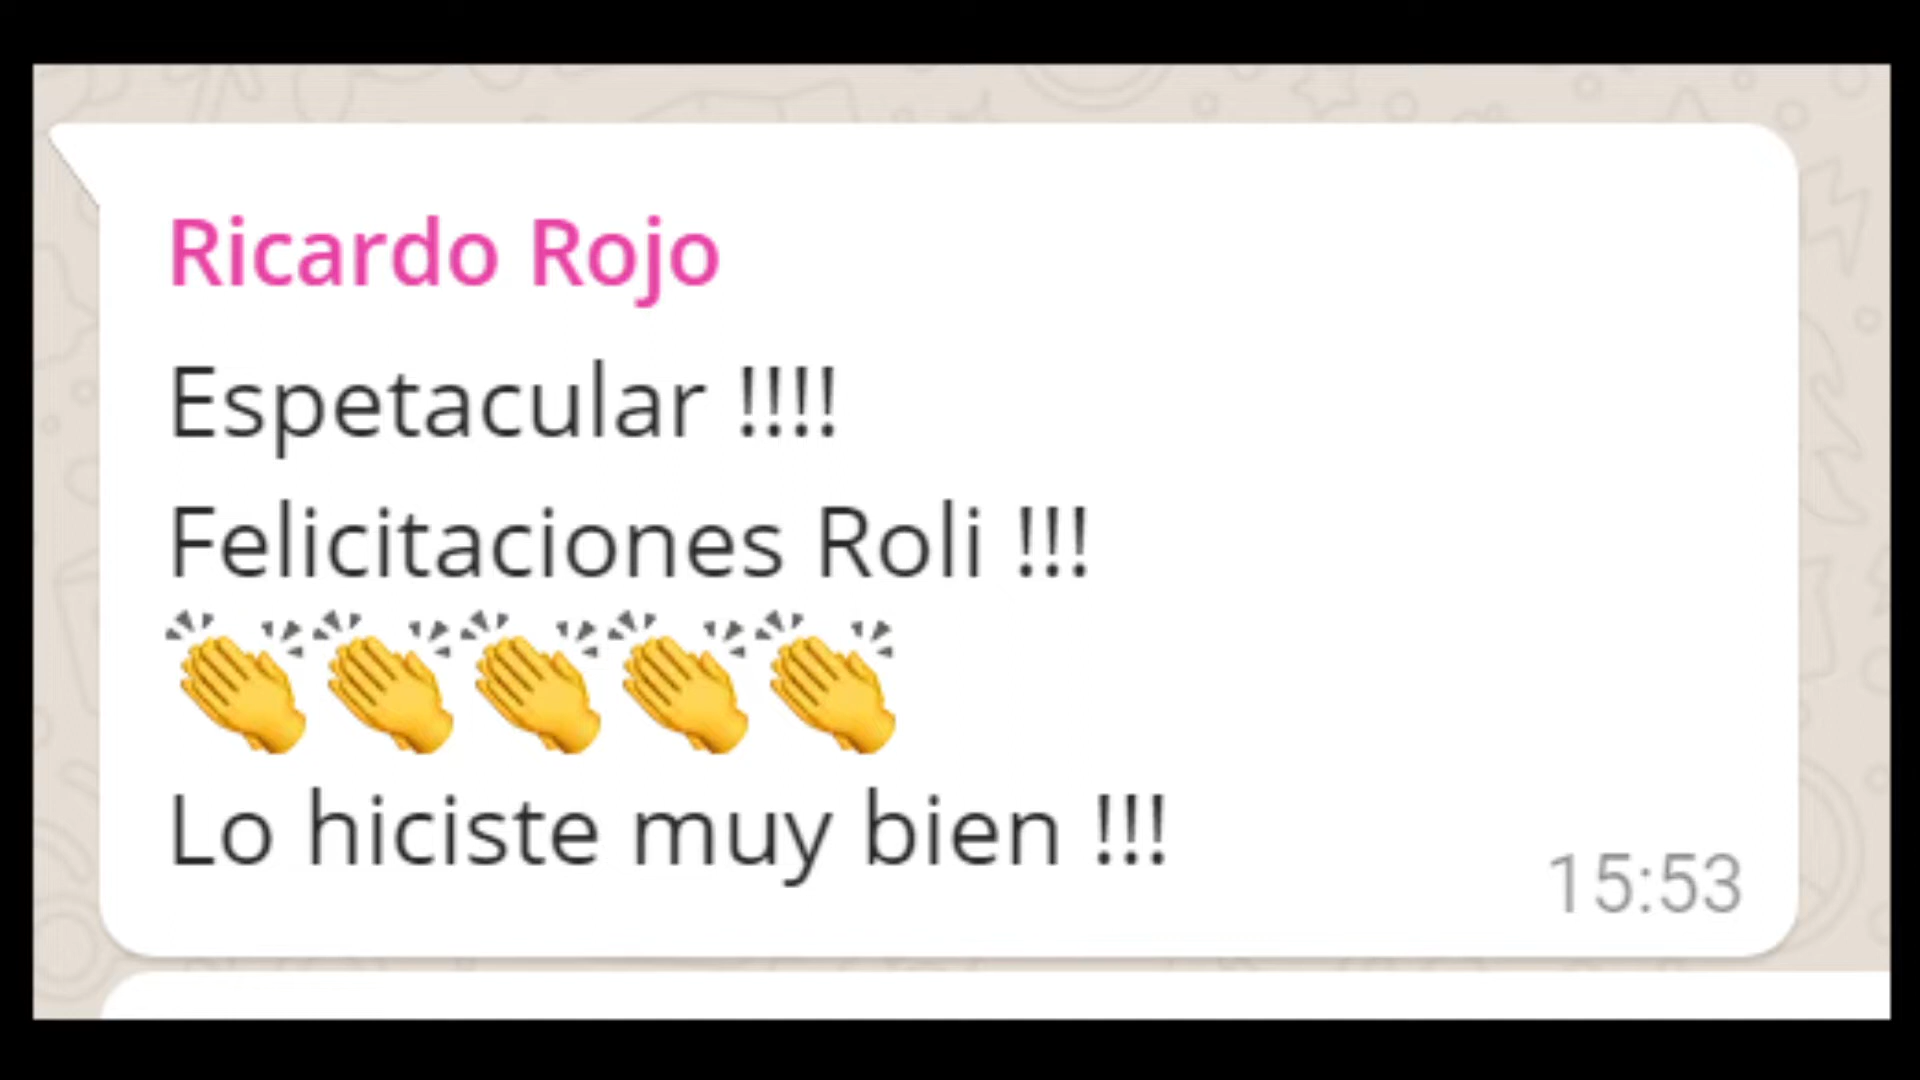 Ricardo Rojo
Espetacular !!!!
Felicitaciones Roli !!!
👏👏👏👏👏
Lo hiciste muy bien !!!
15:53